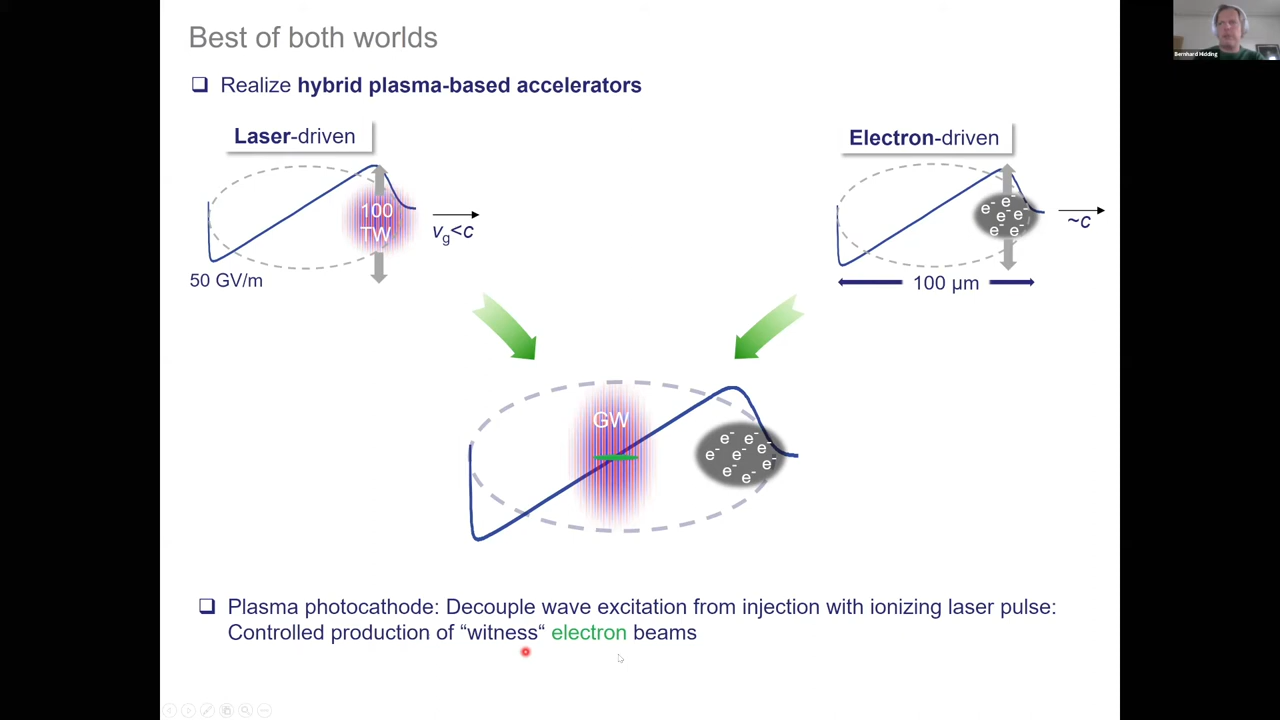 Best of both worlds
Bernhard Hidding
❑ Realize hybrid plasma-based accelerators
Laser-driven
Electron-driven
100
TW
vg<c
50 GV/m
e- e- e- e- e- e- e-
~c
100 µm
GW
e- e- e- e- e- e- e- e-
❑ Plasma photocathode: Decouple wave excitation from injection with ionizing laser pulse:
Controlled production of “witness“ electron beams